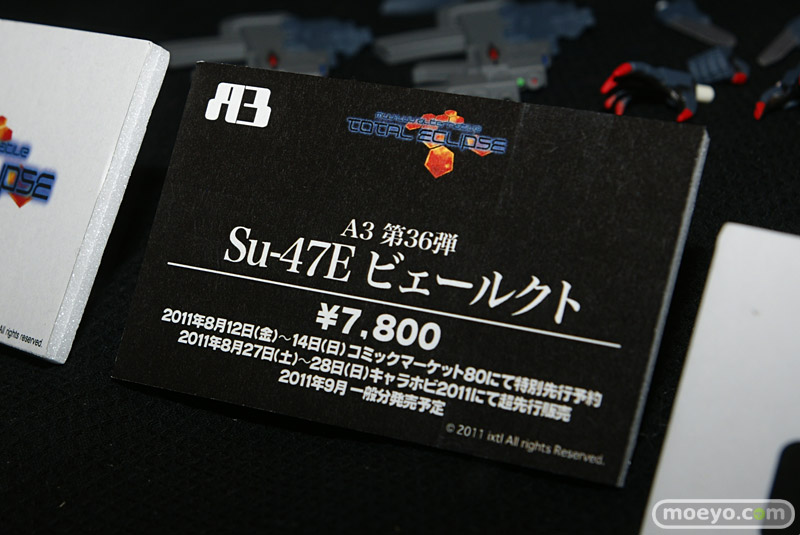 A3
TOTAL ECLIPSE
A3 第36弾
Su-47E ビェールクト
¥7,800
2011年8月12日(金)～14日(日)コミックマーケット80にて特別先行予約
2011年8月27日(土)～28日(日)キャラホビ2011にて超先行販売
2011年9月 一般分発売予定
© 2011 ixtl All rights Reserved.
All rights reserved
moeyo.com